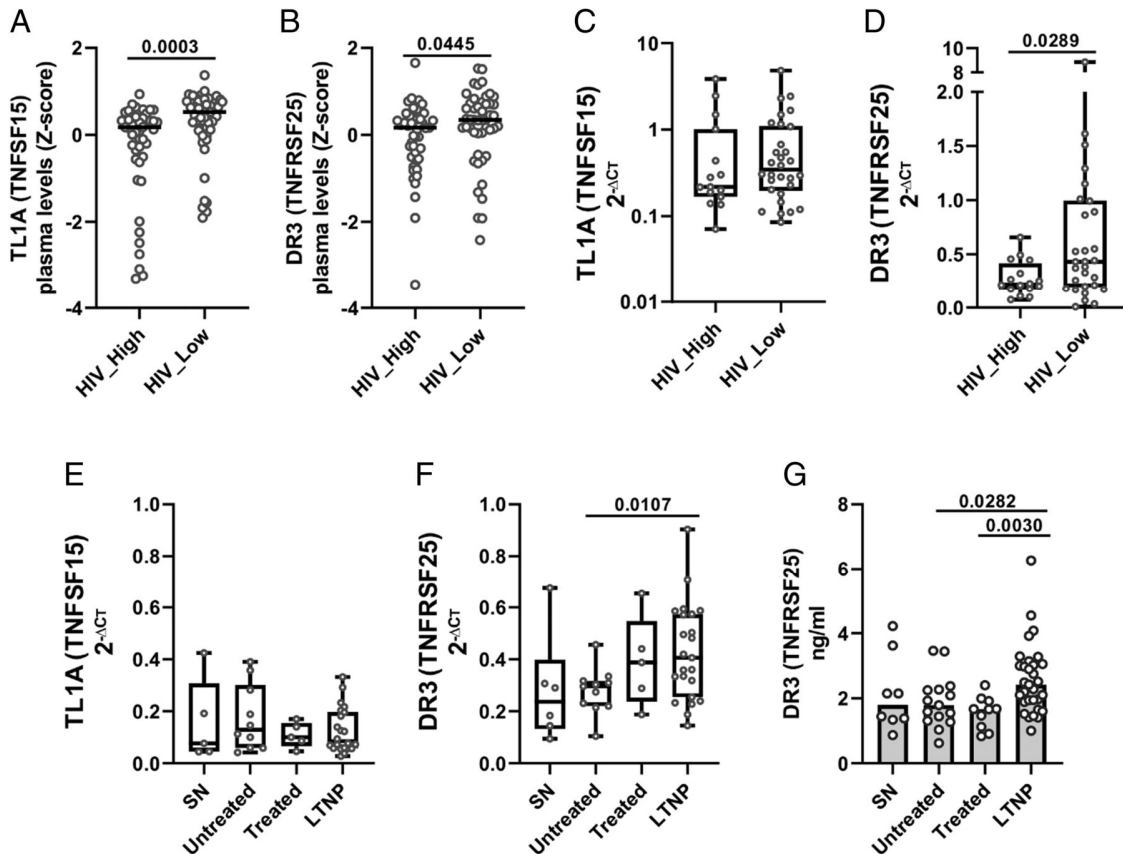 A
TL1A (TNFSF15)
plasma levels (Z-score)
2
0
-2
-4
0.0003
HIV_High
HIV_Low
B
DR3 (TNFRSF25)
plasma levels (Z-score)
2
0
-2
-4
0.0445
HIV_High
HIV_Low
C
TL1A (TNFSF15)
2-ΔCT
10
1
0.1
0.01
HIV_High
HIV_Low
D
DR3 (TNFRSF25)
2-ΔCT
10
8
2.0
1.5
1.0
0.5
0.0
0.0289
HIV_High
HIV_Low
E
TL1A (TNFSF15)
2-ΔCT
1.0
0.8
0.6
0.4
0.2
0.0
SN
Untreated
Treated
LTNP
F
DR3 (TNFRSF25)
2-ΔCT
1.0
0.8
0.6
0.4
0.2
0.0
0.0107
SN
Untreated
Treated
LTNP
G
DR3 (TNFRSF25)
ng/ml
8
6
4
2
0
0.0282
0.0030
SN
Untreated
Treated
LTNP